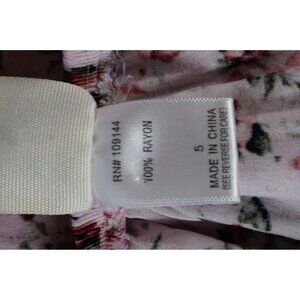 5
MADE IN CHINA
(SEE REVERSE FOR CARE)
100% RAYON
RN# 109144